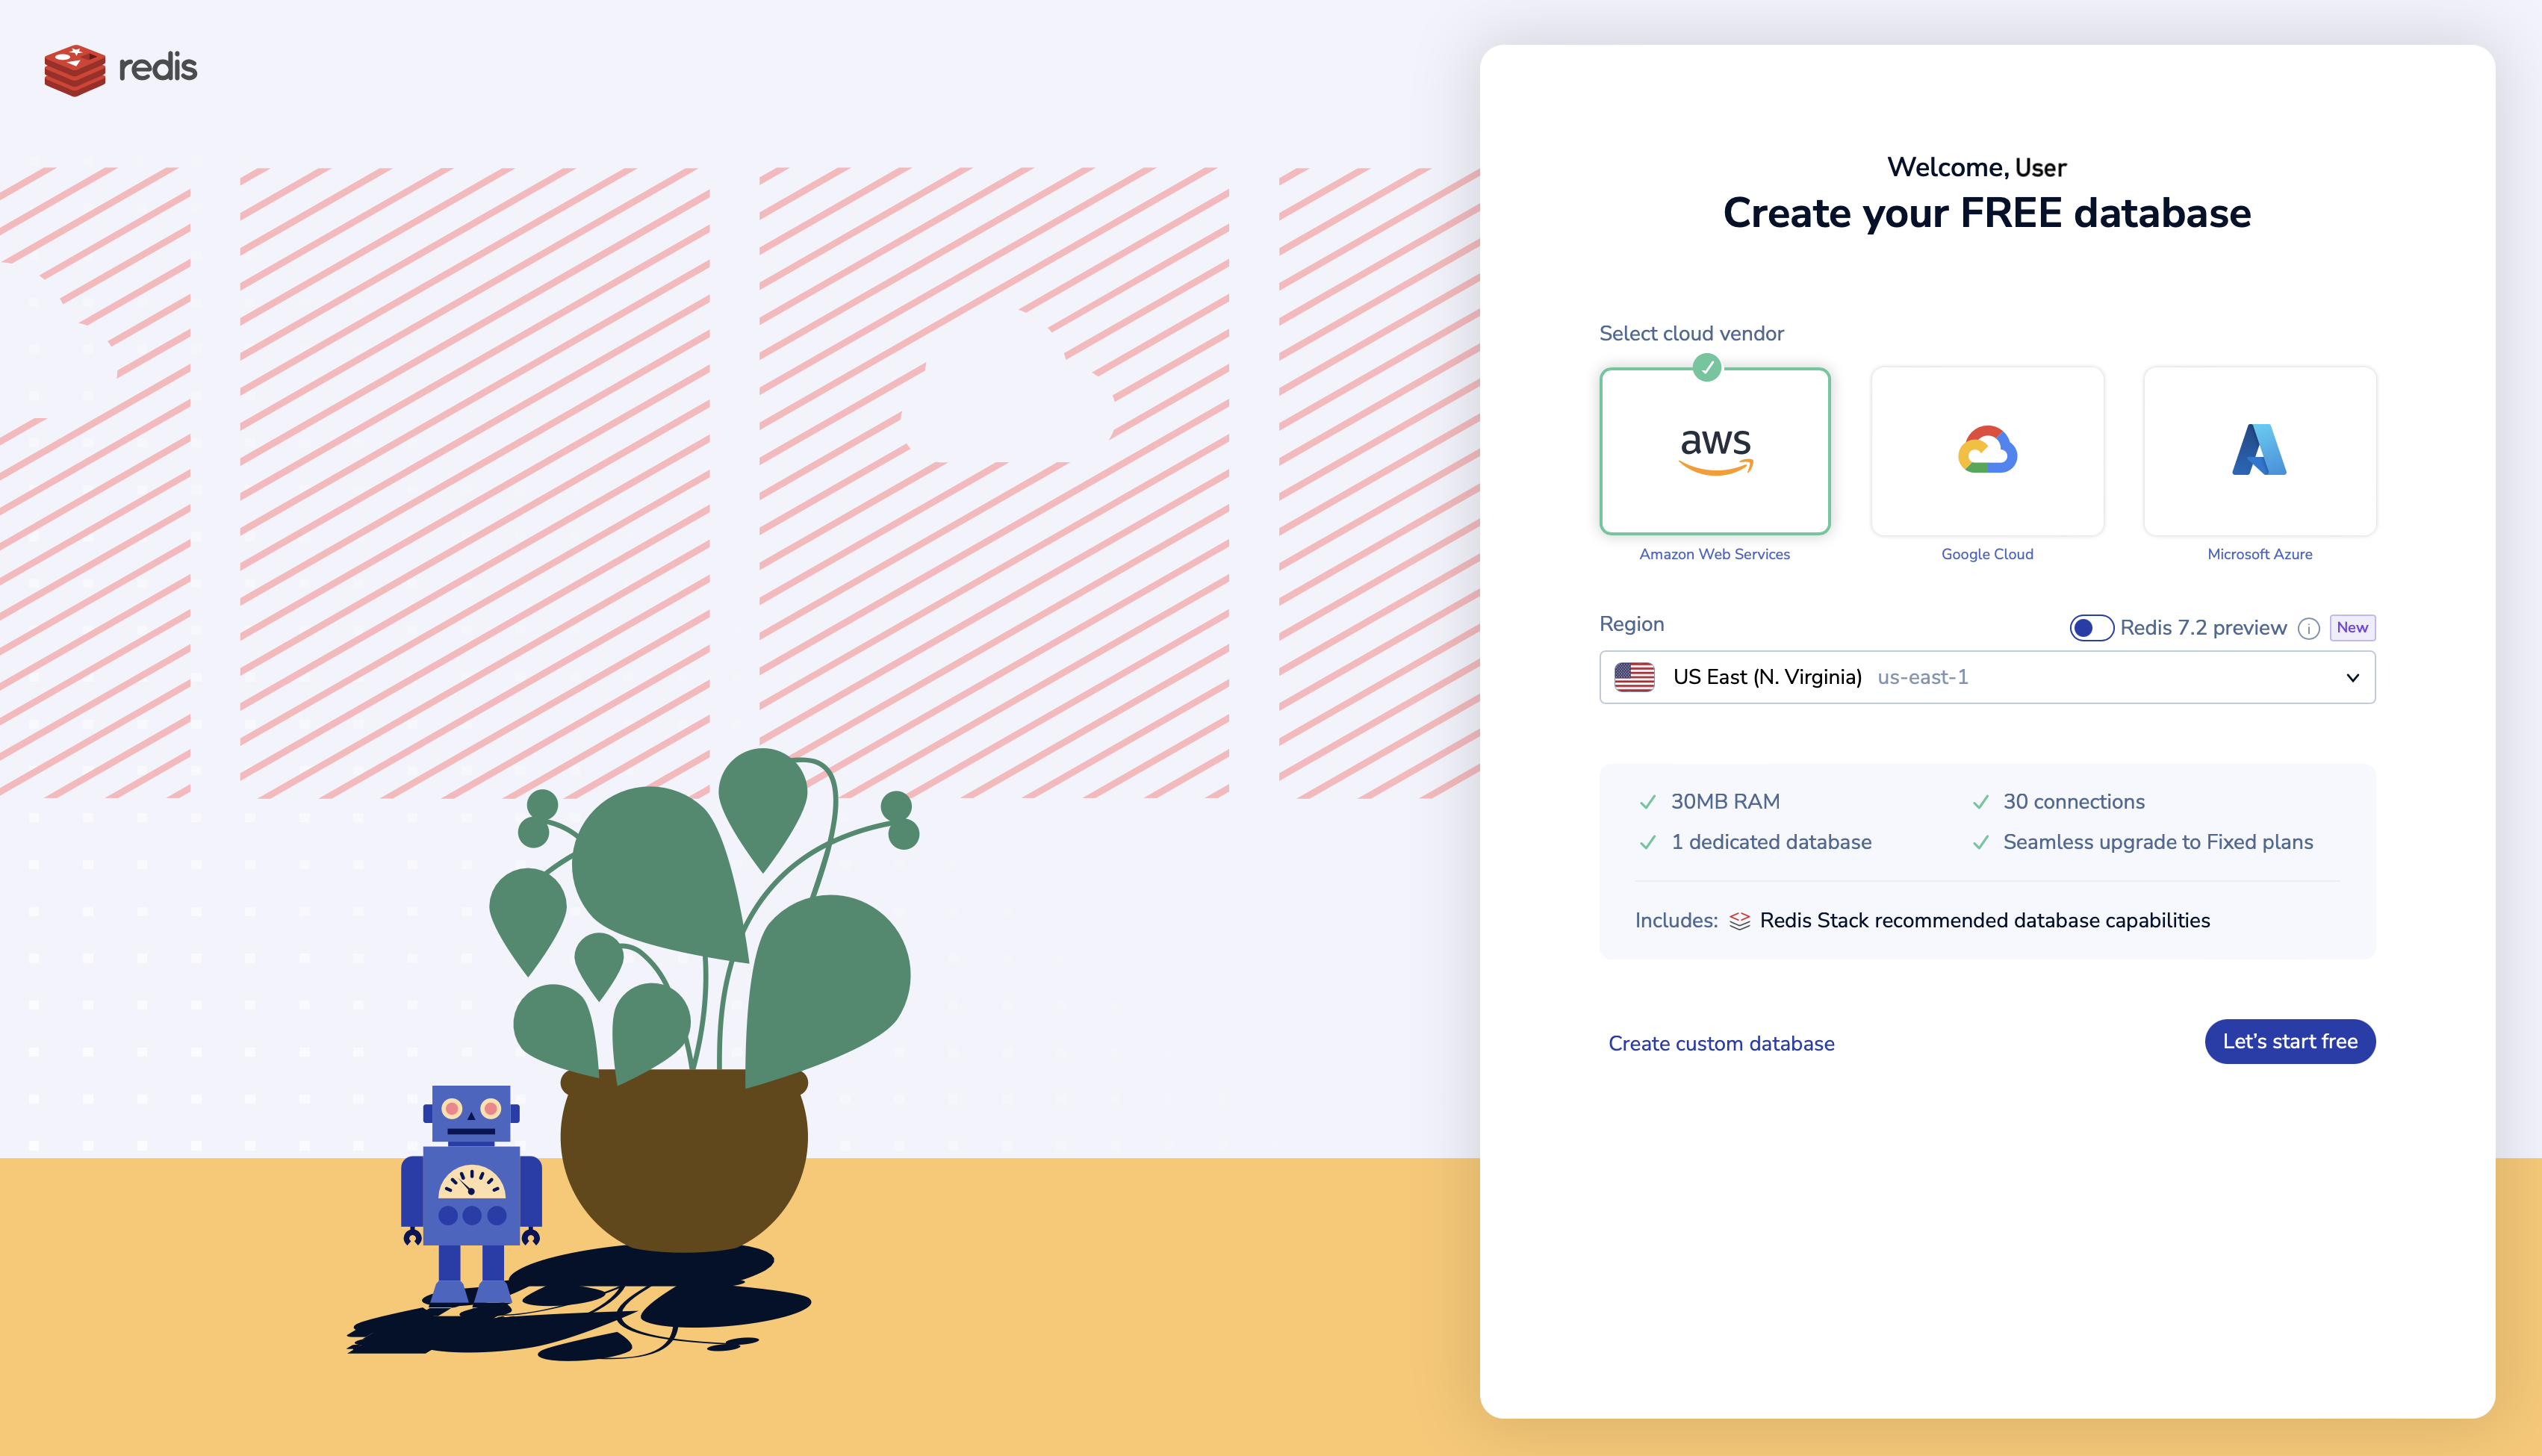 redis
Welcome, User
Create your FREE database
Select cloud vendor
aws
Amazon Web Services
Google Cloud
Microsoft Azure
Region
Redis 7.2 preview
New
US East (N. Virginia) us-east-1
30MB RAM
30 connections
1 dedicated database
Seamless upgrade to Fixed plans
Includes: Redis Stack recommended database capabilities
Create custom database
Let's start free